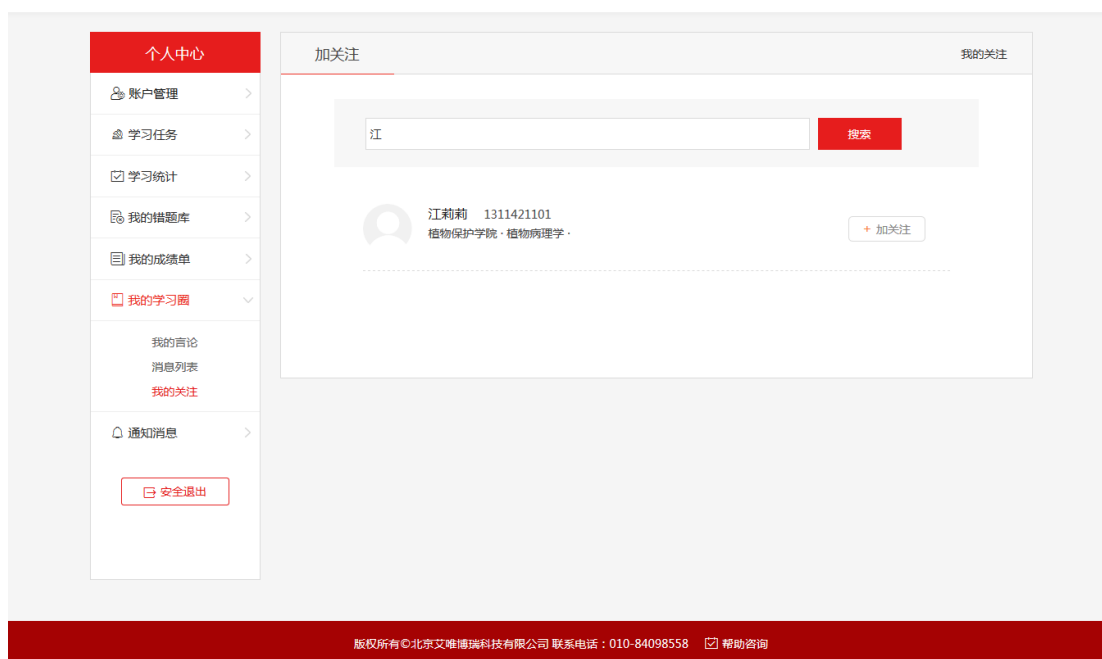 个人中心
账户管理
学习任务
学习统计
我的错题库
我的成绩单
我的学习圈
我的言论
消息列表
我的关注
通知消息
安全退出
加关注
我的关注
江
搜索
江莉莉 1311421101
植物保护学院 · 植物病理学 ·
+ 加关注
版权所有©北京艾唯博瑞科技有限公司 联系电话：010-84098558 帮助咨询